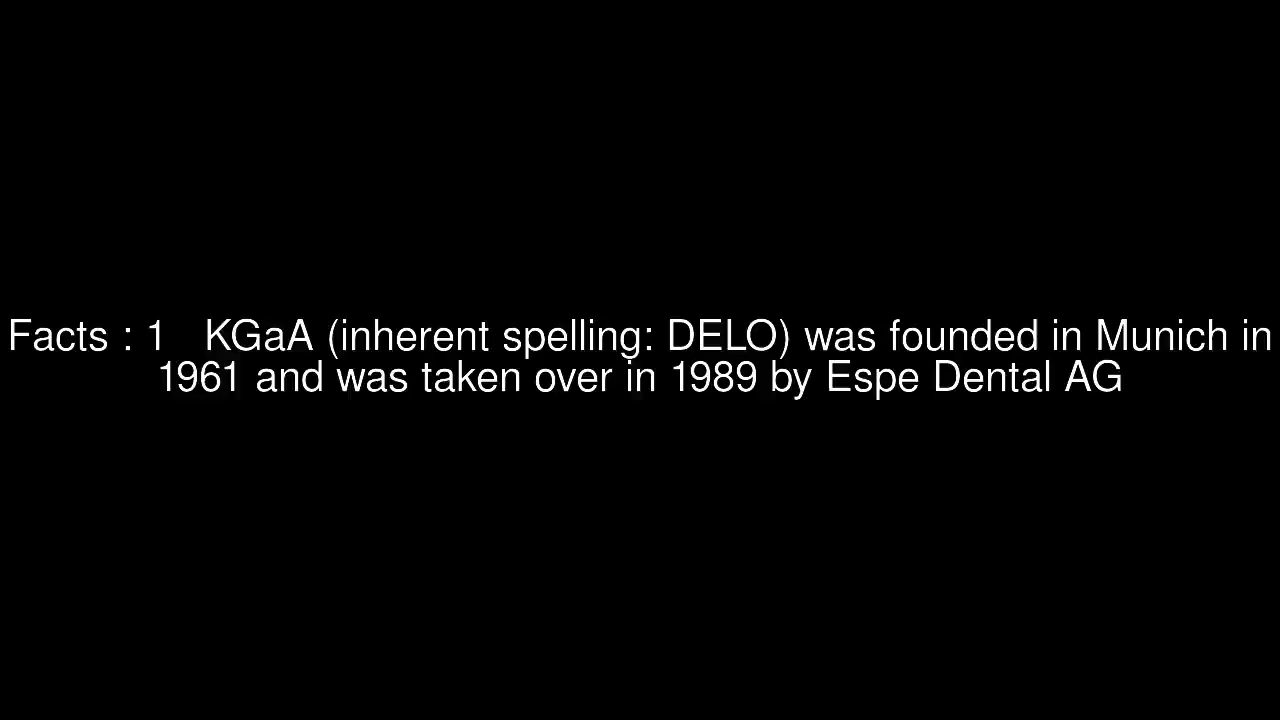 Facts : 1   KGaA (inherent spelling: DELO) was founded in Munich in
1961 and was taken over in 1989 by Espe Dental AG